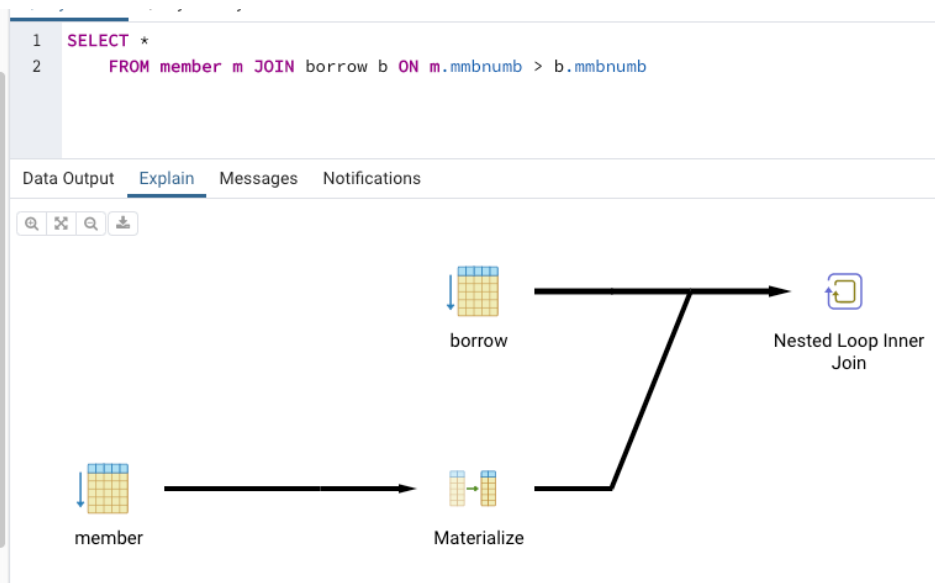 1 SELECT *
2 FROM member m JOIN borrow b ON m.mmbnumb > b.mmbnumb
Data Output Explain Messages Notifications
borrow
Nested Loop Inner
Join
member
Materialize